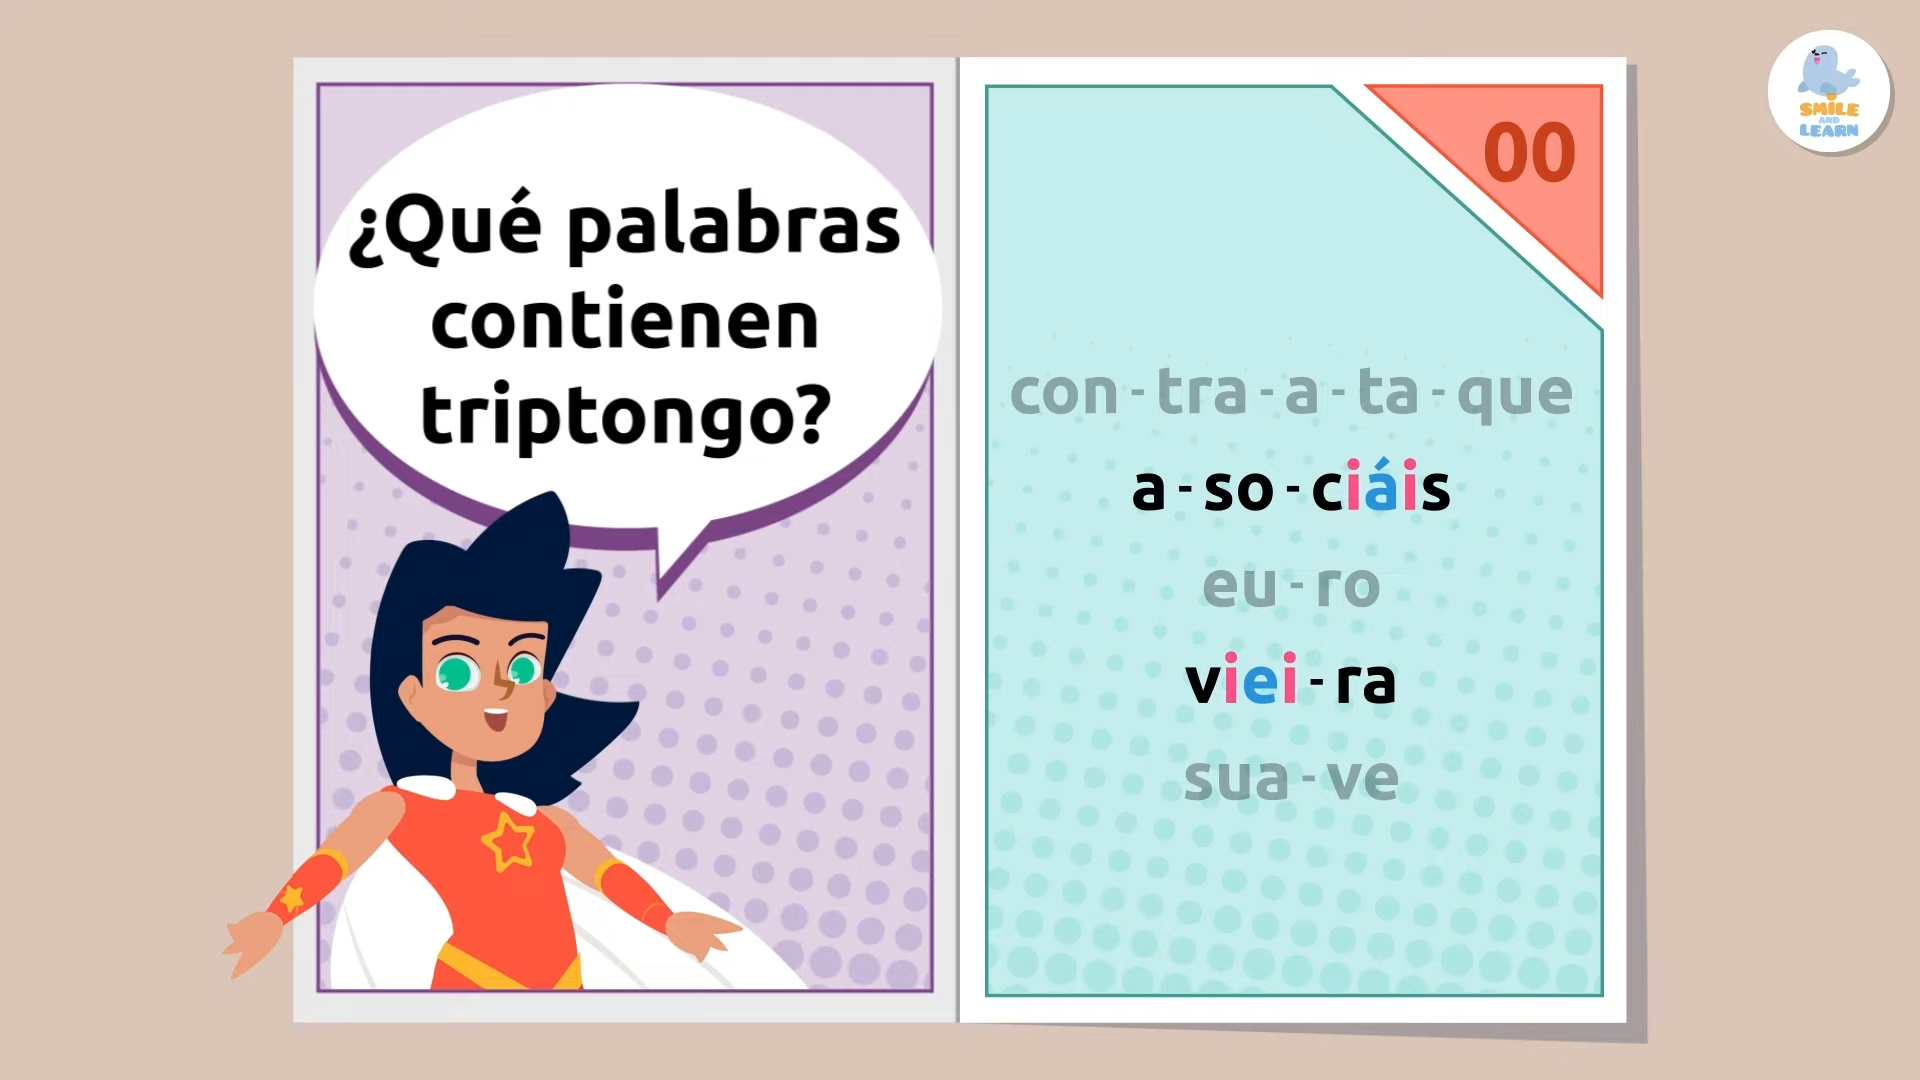 ¿Qué palabras
contienen
triptongo?
00
con - tra - a - ta - que
a - so - ciáis
eu - ro
viei - ra
sua - ve
SMILE
AND
LEARN